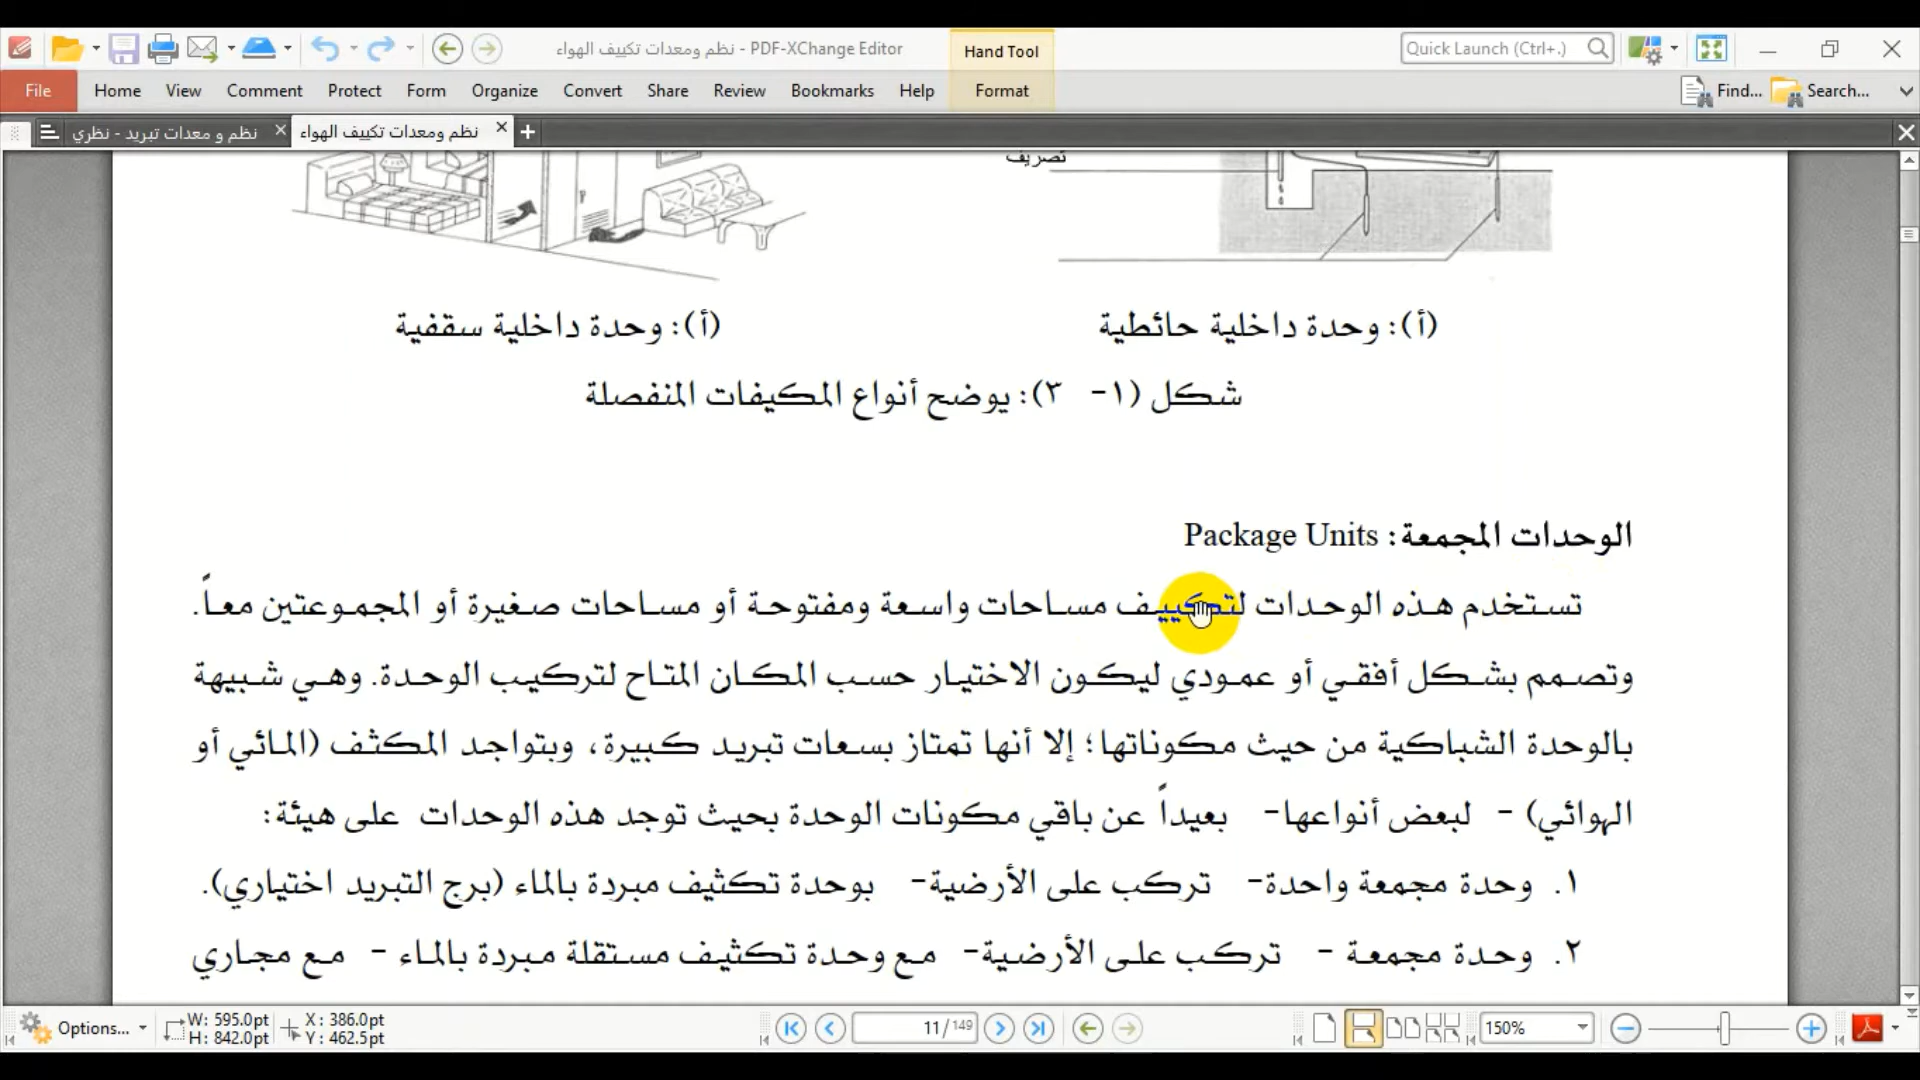 نظم ومعدات تكييف الهواء - PDF-XChange Editor
Hand Tool
Quick Launch (Ctrl+.)
File Home View Comment Protect Form Organize Convert Share Review Bookmarks Help Format Find... Search...
نظم و معدات تبريد - نظري
نظم ومعدات تكييف الهواء
تصريف
(أ): وحدة داخلية حائطية
(أ): وحدة داخلية سقفية
شكل (١- ٣): يوضح أنواع المكيفات المنفصلة
الوحدات المجمعة: Package Units
تستخدم هذه الوحدات لتكييف مساحات واسعة ومفتوحة أو مساحات صغيرة أو المجموعتين معاً.
وتصمم بشكل أفقي أو عمودي ليكون الاختيار حسب المكان المتاح لتركيب الوحدة. وهي شبيهة
بالوحدة الشباكية من حيث مكوناتها؛ إلا أنها تمتاز بسعات تبريد كبيرة، وبتواجد المكثف (المائي أو
الهوائي) - لبعض أنواعها- بعيداً عن باقي مكونات الوحدة بحيث توجد هذه الوحدات على هيئة:
١. وحدة مجمعة واحدة- تركب على الأرضية- بوحدة تكثيف مبردة بالماء (برج التبريد اختياري).
٢. وحدة مجمعة - تركب على الأرضية- مع وحدة تكثيف مستقلة مبردة بالماء - مع مجاري
Options...
W: 595.0pt
H: 842.0pt
X: 386.0pt
Y: 462.5pt
11 / 149
150%